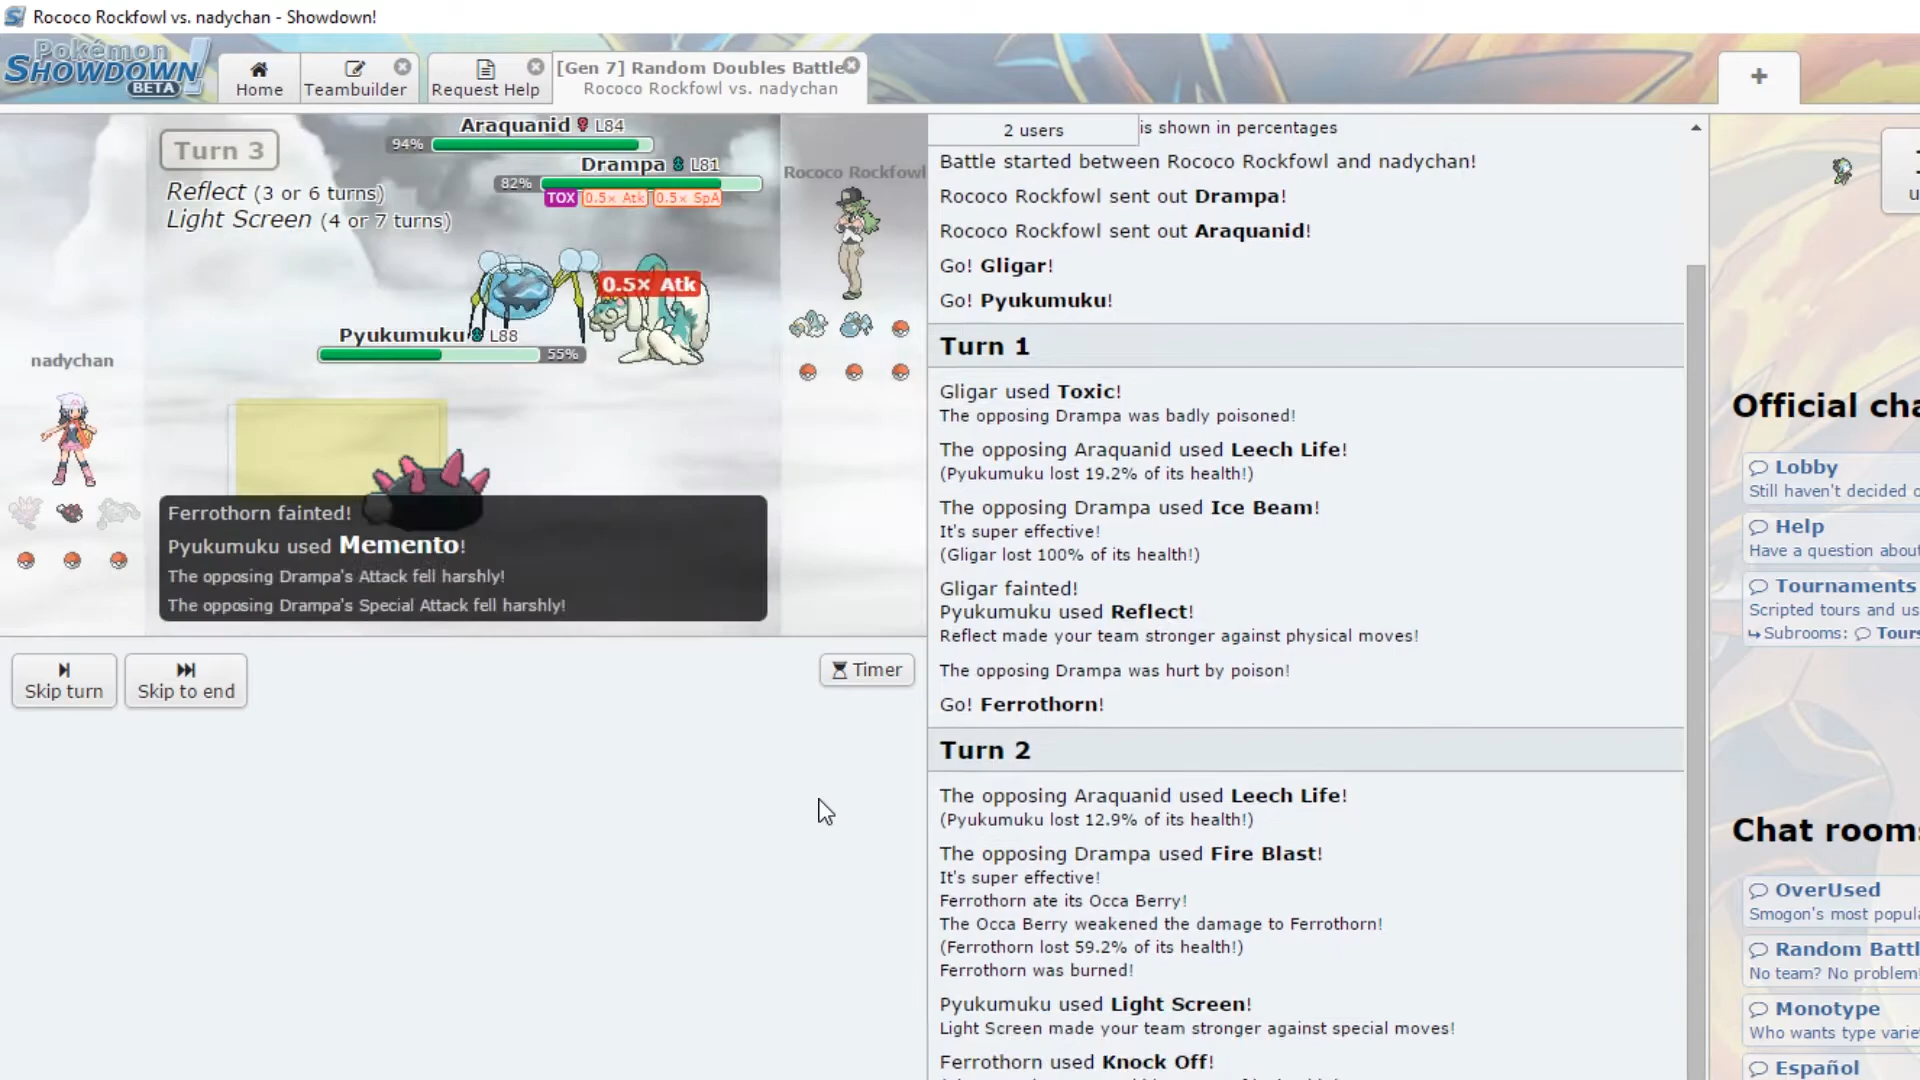 Rococo Rockfowl vs. nadychan - Showdown!
Pokémon
SHOWDOWN!
BETA
Home
Teambuilder
Request Help
[Gen 7] Random Doubles Battle
Rococo Rockfowl vs. nadychan
+
Turn 3
Reflect (3 or 6 turns)
Light Screen (4 or 7 turns)
Araquanid L84
94%
Drampa L81
82%
TOX 0.5× Atk 0.5× SpA
0.5× Atk
Pyukumuku L88
55%
Rococo Rockfowl
nadychan
Ferrothorn fainted!
Pyukumuku used Memento!
The opposing Drampa's Attack fell harshly!
The opposing Drampa's Special Attack fell harshly!
Skip turn
Skip to end
Timer
2 users
is shown in percentages
Battle started between Rococo Rockfowl and nadychan!
Rococo Rockfowl sent out Drampa!
Rococo Rockfowl sent out Araquanid!
Go! Gligar!
Go! Pyukumuku!
Turn 1
Gligar used Toxic!
The opposing Drampa was badly poisoned!
The opposing Araquanid used Leech Life!
(Pyukumuku lost 19.2% of its health!)
The opposing Drampa used Ice Beam!
It's super effective!
(Gligar lost 100% of its health!)
Gligar fainted!
Pyukumuku used Reflect!
Reflect made your team stronger against physical moves!
The opposing Drampa was hurt by poison!
Go! Ferrothorn!
Turn 2
The opposing Araquanid used Leech Life!
(Pyukumuku lost 12.9% of its health!)
The opposing Drampa used Fire Blast!
It's super effective!
Ferrothorn ate its Occa Berry!
The Occa Berry weakened the damage to Ferrothorn!
(Ferrothorn lost 59.2% of its health!)
Ferrothorn was burned!
Pyukumuku used Light Screen!
Light Screen made your team stronger against special moves!
Ferrothorn used Knock Off!
Official cha
Lobby
Still haven't decided o
Help
Have a question about
Tournaments
Scripted tours and us
Subrooms: Tours
Chat room
OverUsed
Smogon's most popula
Random Battl
No team? No problem!
Monotype
Who wants type varie
Español